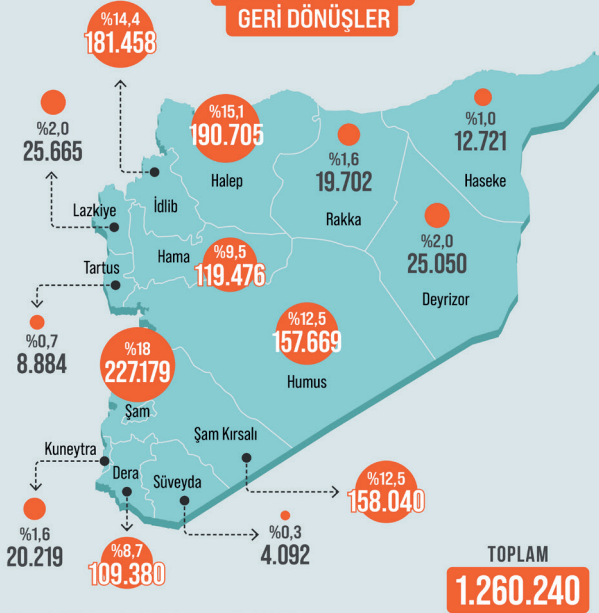 GERİ DÖNÜŞLER
%14,4
181.458
%2,0
25.665
%15,1
190.705
Halep
%1,6
19.702
Rakka
%1,0
12.721
Haseke
İdlib
Lazkiye
Hama
%9,5
119.476
%2,0
25.050
Deyrizor
Tartus
%0,7
8.884
%12,5
157.669
Humus
%18
227.179
Şam
Şam Kırsalı
Kuneytra
Dera
Süveyda
%1,6
20.219
%8,7
109.380
%0,3
4.092
%12,5
158.040
TOPLAM
1.260.240